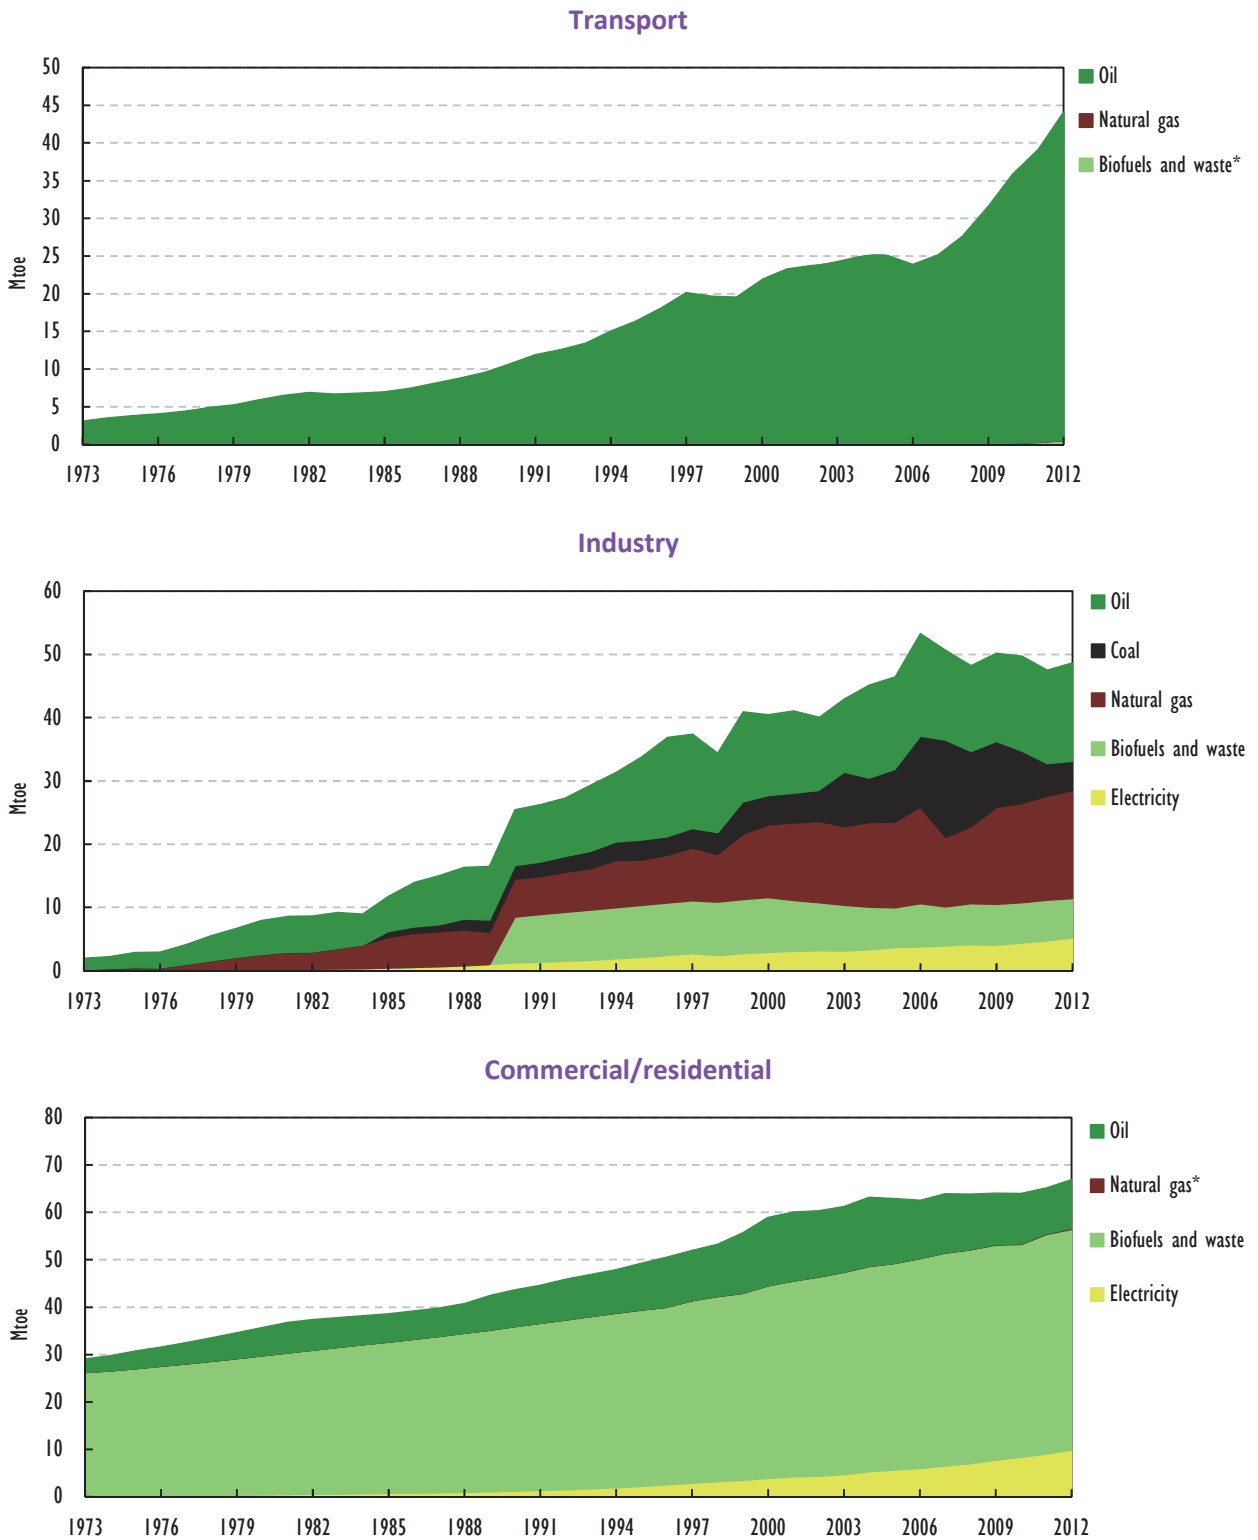 Transport
50
45
40
35
30
25
20
15
10
5
0
Mtoe
1973 1976 1979 1982 1985 1988 1991 1994 1997 2000 2003 2006 2009 2012
Oil
Natural gas
Biofuels and waste*
Industry
60
50
40
30
20
10
0
Mtoe
1973 1976 1979 1982 1985 1988 1991 1994 1997 2000 2003 2006 2009 2012
Oil
Coal
Natural gas
Biofuels and waste
Electricity
Commercial/residential
80
70
60
50
40
30
20
10
0
Mtoe
1973 1976 1979 1982 1985 1988 1991 1994 1997 2000 2003 2006 2009 2012
Oil
Natural gas*
Biofuels and waste
Electricity